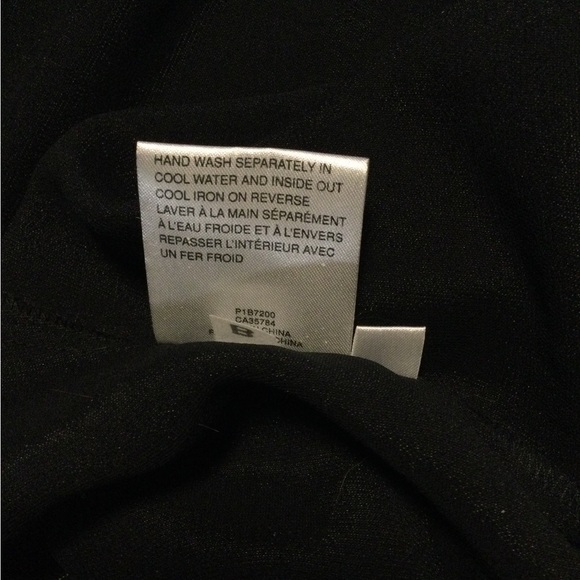 HAND WASH SEPARATELY IN
COOL WATER AND INSIDE OUT
COOL IRON ON REVERSE
LAVER À LA MAIN SÉPARÉMENT
À L'EAU FROIDE ET À L'ENVERS
REPASSER L'INTÉRIEUR AVEC
UN FER FROID
P1B7200
CA35784
CHINA
CHINA